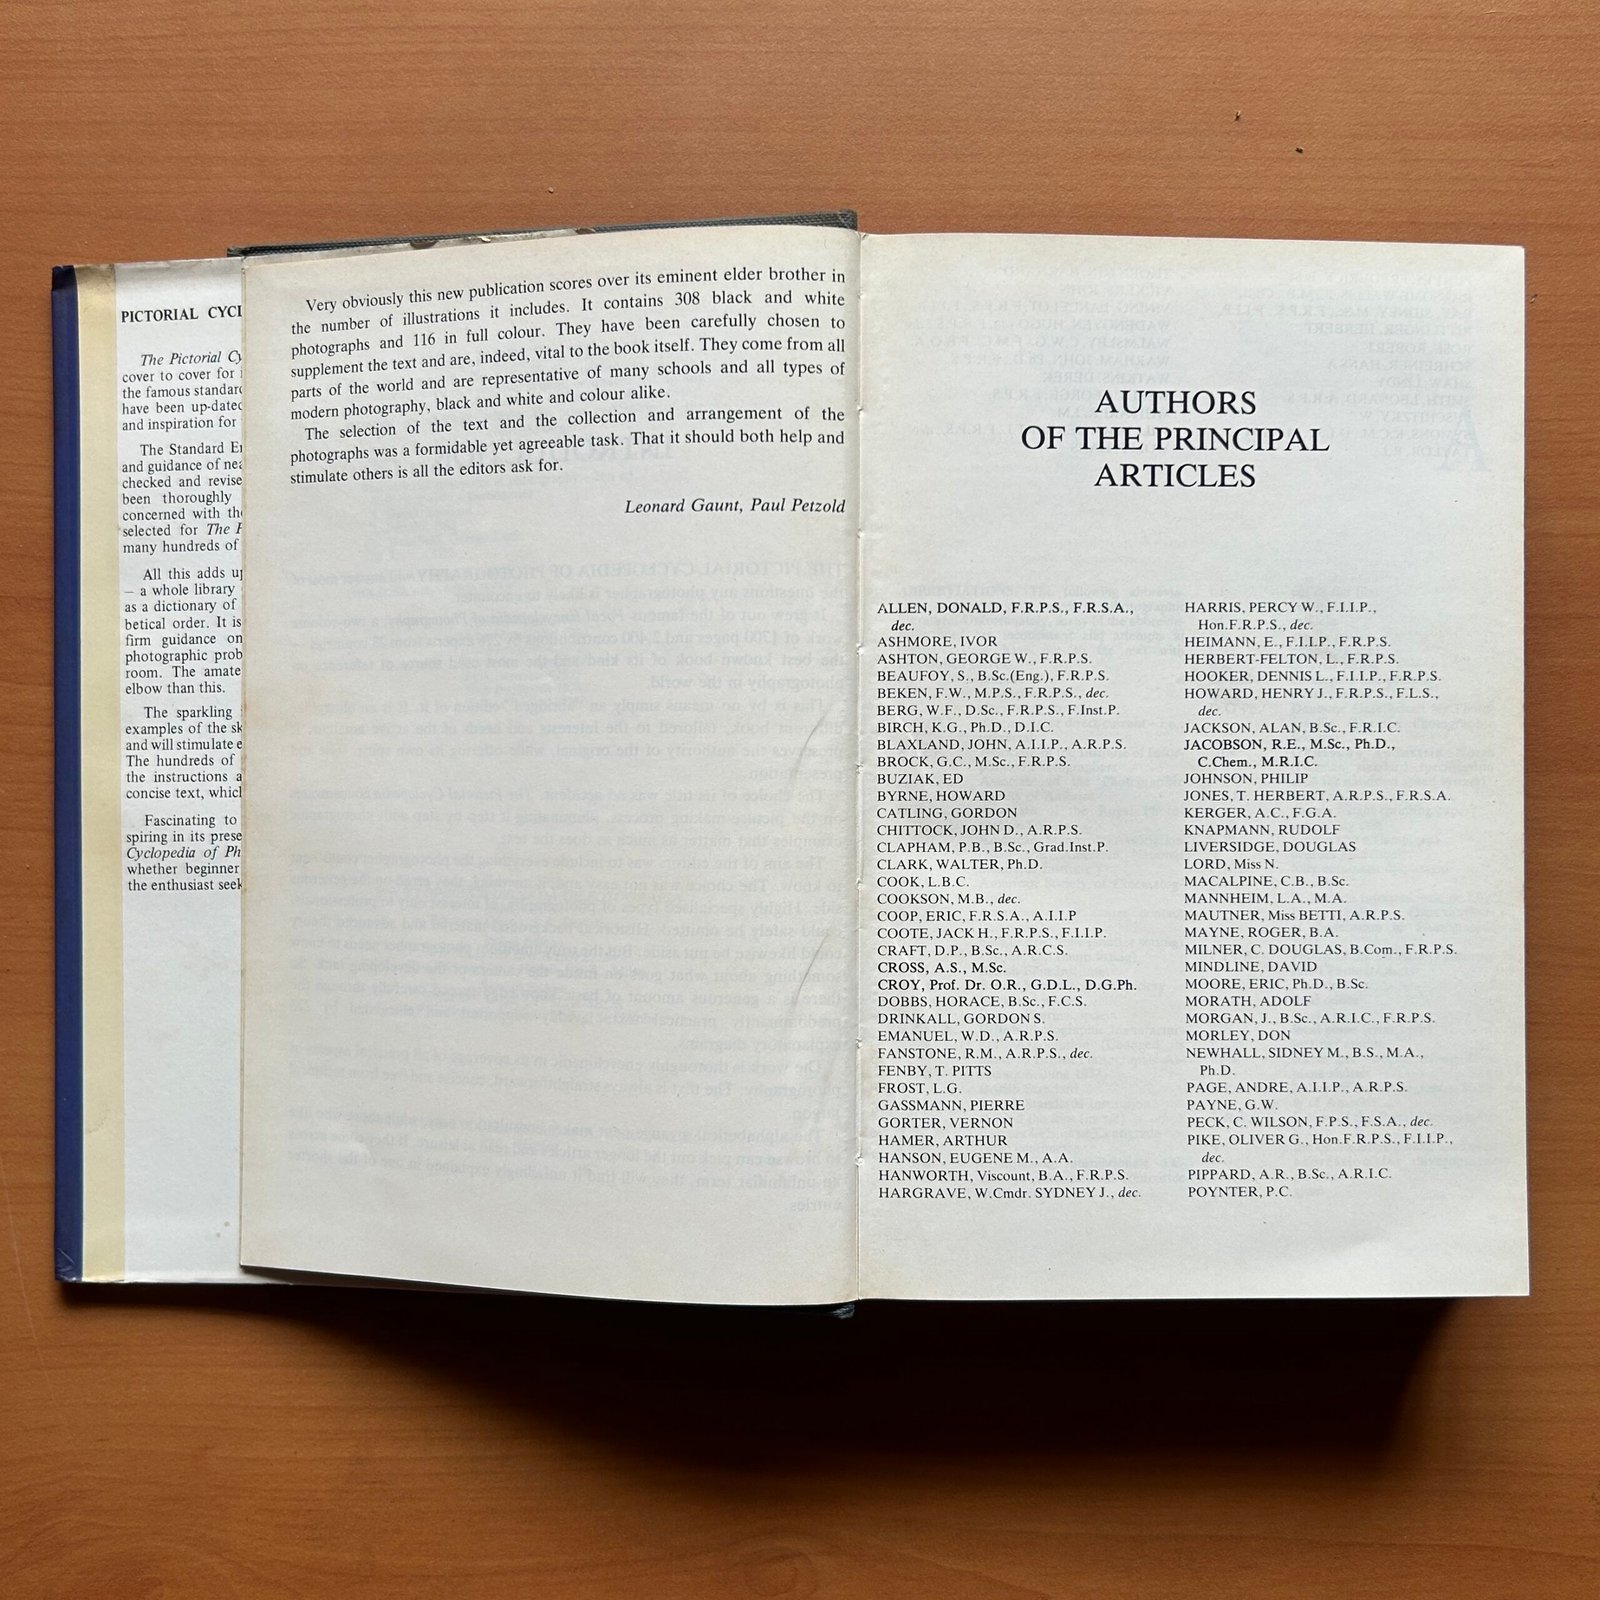 PICTORIAL CYCL
The Pictorial Cy
cover to cover for
the famous standard
have been up-dated
and inspiration for
The Standard En
and guidance of nea
checked and revise
been thoroughly
concerned with the
selected for The P
many hundreds of
All this adds up
– a whole library
as a dictionary of
betical order. It is
firm guidance on
photographic prob
room. The amate
elbow than this.
The sparkling
examples of the sk
and will stimulate e
The hundreds of
the instructions a
concise text, which
Fascinating to
spiring in its prese
Cyclopedia of Ph
whether beginner
the enthusiast seek
Very obviously this new publication scores over its eminent elder brother in
the number of illustrations it includes. It contains 308 black and white
photographs and 116 in full colour. They have been carefully chosen to
supplement the text and are, indeed, vital to the book itself. They come from all
parts of the world and are representative of many schools and all types of
modern photography, black and white and colour alike.
The selection of the text and the collection and arrangement of the
photographs was a formidable yet agreeable task. That it should both help and
stimulate others is all the editors ask for.
Leonard Gaunt, Paul Petzold
AUTHORS
OF THE PRINCIPAL
ARTICLES
ALLEN, DONALD, F.R.P.S., F.R.S.A.,
dec.
ASHMORE, IVOR
ASHTON, GEORGE W., F.R.P.S.
BEAUFOY, S., B.Sc.(Eng.), F.R.P.S.
BEKEN, F.W., M.P.S., F.R.P.S., dec.
BERG, W.F., D.Sc., F.R.P.S., F.Inst.P.
BIRCH, K.G., Ph.D., D.I.C.
BLAXLAND, JOHN, A.I.I.P., A.R.P.S.
BROCK, G.C., M.Sc., F.R.P.S.
BUZIAK, ED
BYRNE, HOWARD
CATLING, GORDON
CHITTOCK, JOHN D., A.R.P.S.
CLAPHAM, P.B., B.Sc., Grad.Inst.P.
CLARK, WALTER, Ph.D.
COOK, L.B.C.
COOKSON, M.B., dec.
COOP, ERIC, F.R.S.A., A.I.I.P
COOTE, JACK H., F.R.P.S., F.I.I.P.
CRAFT, D.P., B.Sc., A.R.C.S.
CROSS, A.S., M.Sc.
CROY, Prof. Dr. O.R., G.D.L., D.G.Ph.
DOBBS, HORACE, B.Sc., F.C.S.
DRINKALL, GORDON S.
EMANUEL, W.D., A.R.P.S.
FANSTONE, R.M., A.R.P.S., dec.
FENBY, T. PITTS
FROST, L.G.
GASSMANN, PIERRE
GORTER, VERNON
HAMER, ARTHUR
HANSON, EUGENE M., A.A.
HANWORTH, Viscount, B.A., F.R.P.S.
HARGRAVE, W.Cmdr. SYDNEY J., dec.
HARRIS, PERCY W., F.I.I.P.,
Hon.F.R.P.S., dec.
HEIMANN, E., F.I.I.P., F.R.P.S.
HERBERT-FELTON, L., F.R.P.S.
HOOKER, DENNIS L., F.I.I.P., F.R.P.S.
HOWARD, HENRY J., F.R.P.S., F.L.S.,
dec.
JACKSON, ALAN, B.Sc., F.R.I.C.
JACOBSON, R.E., M.Sc., Ph.D.,
C.Chem., M.R.I.C.
JOHNSON, PHILIP
JONES, T. HERBERT, A.R.P.S., F.R.S.A.
KERGER, A.C., F.G.A.
KNAPMANN, RUDOLF
LIVERSIDGE, DOUGLAS
LORD, Miss N.
MACALPINE, C.B., B.Sc.
MANNHEIM, L.A., M.A.
MAUTNER, Miss BETTI, A.R.P.S.
MAYNE, ROGER, B.A.
MILNER, C. DOUGLAS, B.Com., F.R.P.S.
MINDLINE, DAVID
MOORE, ERIC, Ph.D., B.Sc.
MORATH, ADOLF
MORGAN, J., B.Sc., A.R.I.C., F.R.P.S.
MORLEY, DON
NEWHALL, SIDNEY M., B.S., M.A.,
Ph.D.
PAGE, ANDRE, A.I.I.P., A.R.P.S.
PAYNE, G.W.
PECK, C. WILSON, F.P.S., F.S.A., dec.
PIKE, OLIVER G., Hon.F.R.P.S., F.I.I.P.,
dec.
PIPPARD, A.R., B.Sc., A.R.I.C.
POYNTER, P.C.